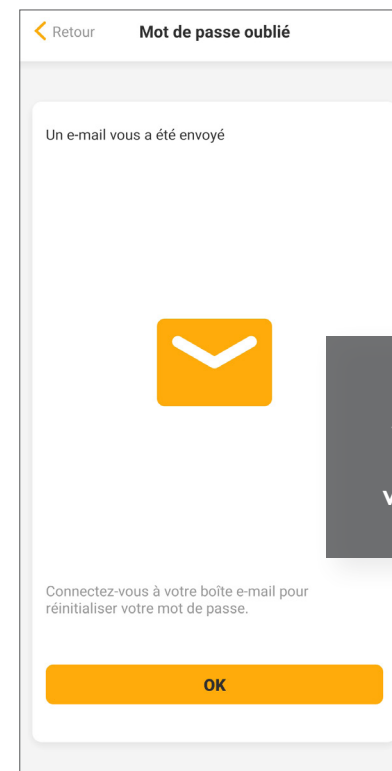 Retour
Mot de passe oublié
Un e-mail vous a été envoyé
Connectez-vous à votre boîte e-mail pour
réinitialiser votre mot de passe.
OK